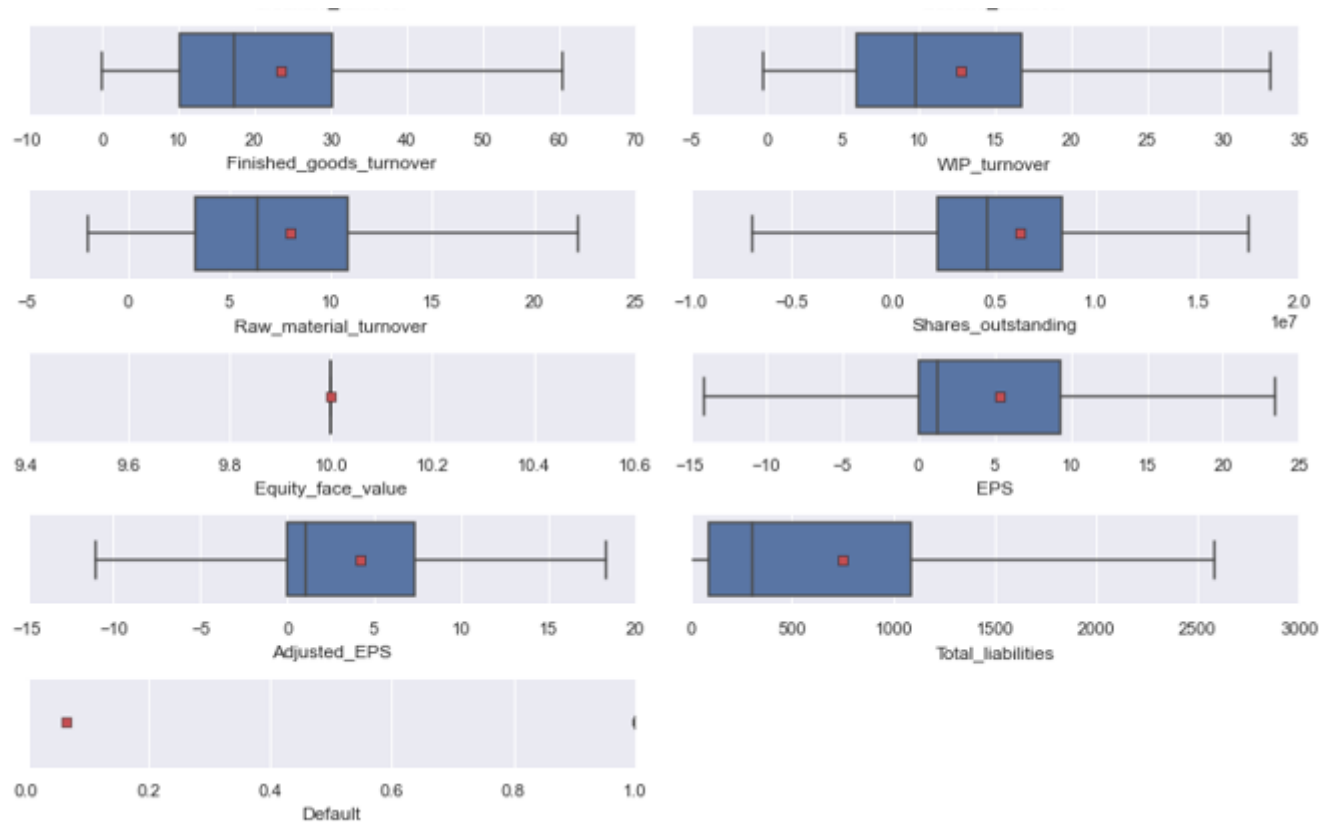 −10 0 10 20 30 40 50 60 70
Finished_goods_turnover
−5 0 5 10 15 20 25 30 35
WIP_turnover
−5 0 5 10 15 20 25
Raw_material_turnover
−1.0 −0.5 0.0 0.5 1.0 1.5 2.0
Shares_outstanding
1e7
9.4 9.6 9.8 10.0 10.2 10.4 10.6
Equity_face_value
−15 −10 −5 0 5 10 15 20 25
EPS
−15 −10 −5 0 5 10 15 20
Adjusted_EPS
0 500 1000 1500 2000 2500 3000
Total_liabilities
0.0 0.2 0.4 0.6 0.8 1.0
Default